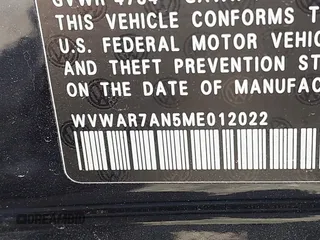 THIS VEHICLE CONFORMS TO
U.S. FEDERAL MOTOR VEHIC
AND THEFT PREVENTION ST
ON THE DATE OF MANUFAC
WVWAR7AN5ME012022